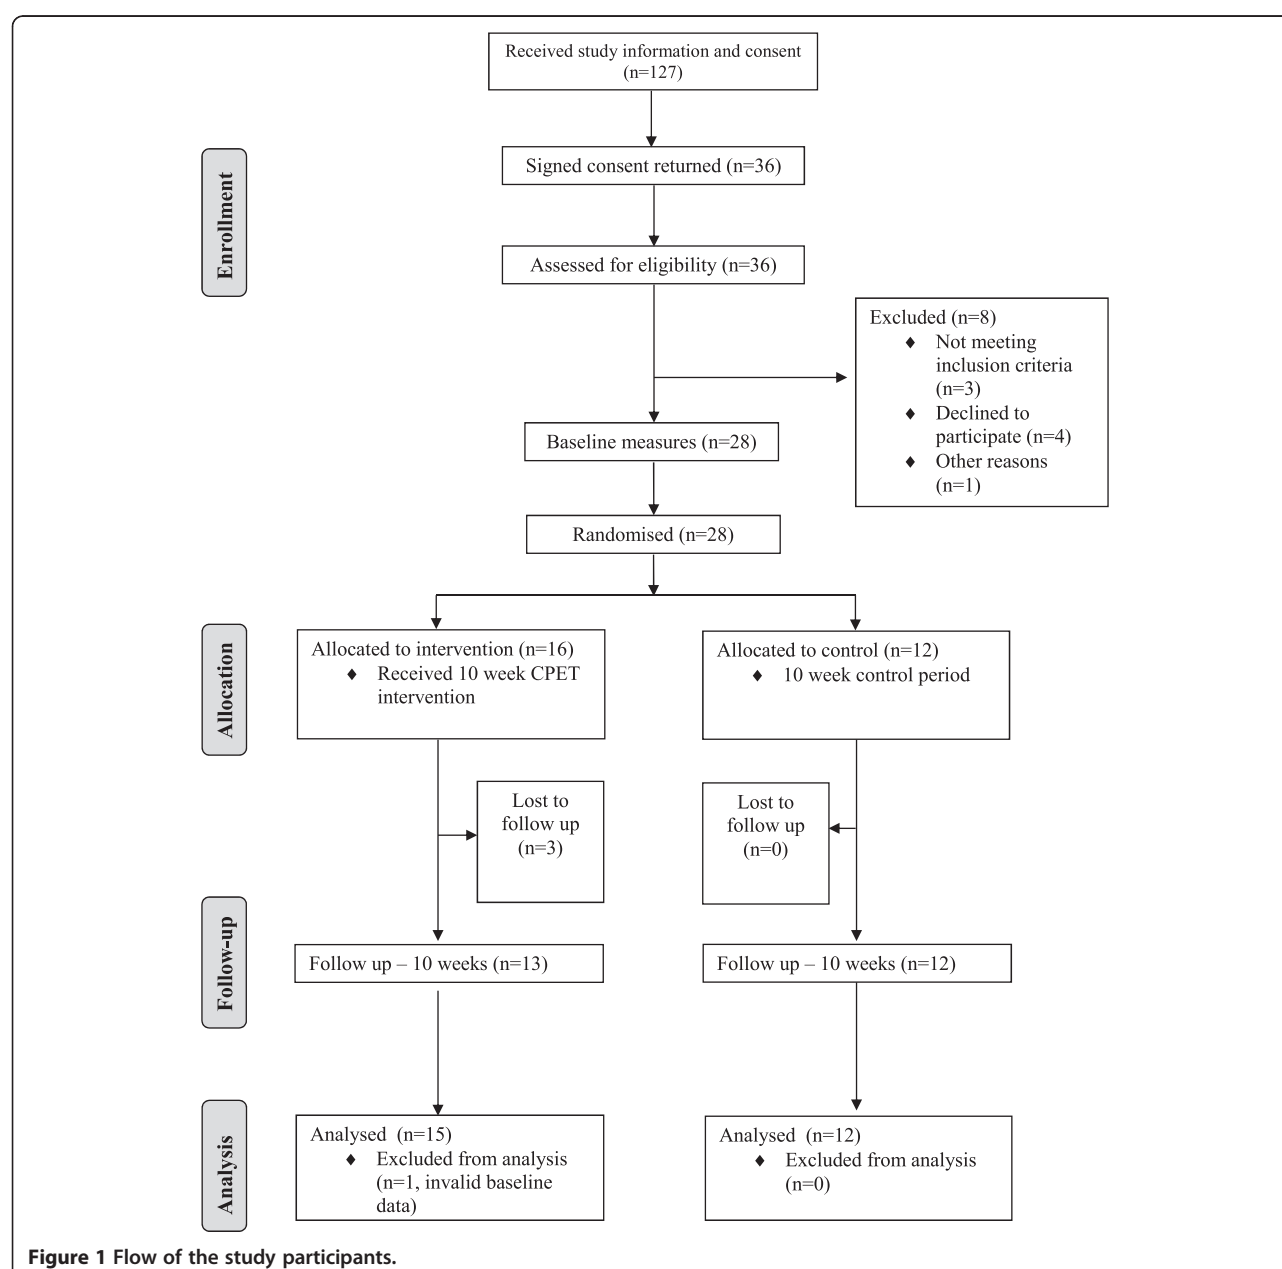 Received study information and consent
(n=127)
Enrollment
Signed consent returned (n=36)
Assessed for eligibility (n=36)
Excluded (n=8)
♦ Not meeting
inclusion criteria
(n=3)
♦ Declined to
participate (n=4)
♦ Other reasons
(n=1)
Baseline measures (n=28)
Randomised (n=28)
Allocation
Allocated to intervention (n=16)
♦ Received 10 week CPET
intervention
Allocated to control (n=12)
♦ 10 week control period
Lost to
follow up
(n=3)
Lost to
follow up
(n=0)
Follow-up
Follow up – 10 weeks (n=13)
Follow up – 10 weeks (n=12)
Analysis
Analysed (n=15)
♦ Excluded from analysis
(n=1, invalid baseline
data)
Analysed (n=12)
♦ Excluded from analysis
(n=0)
Figure 1 Flow of the study participants.